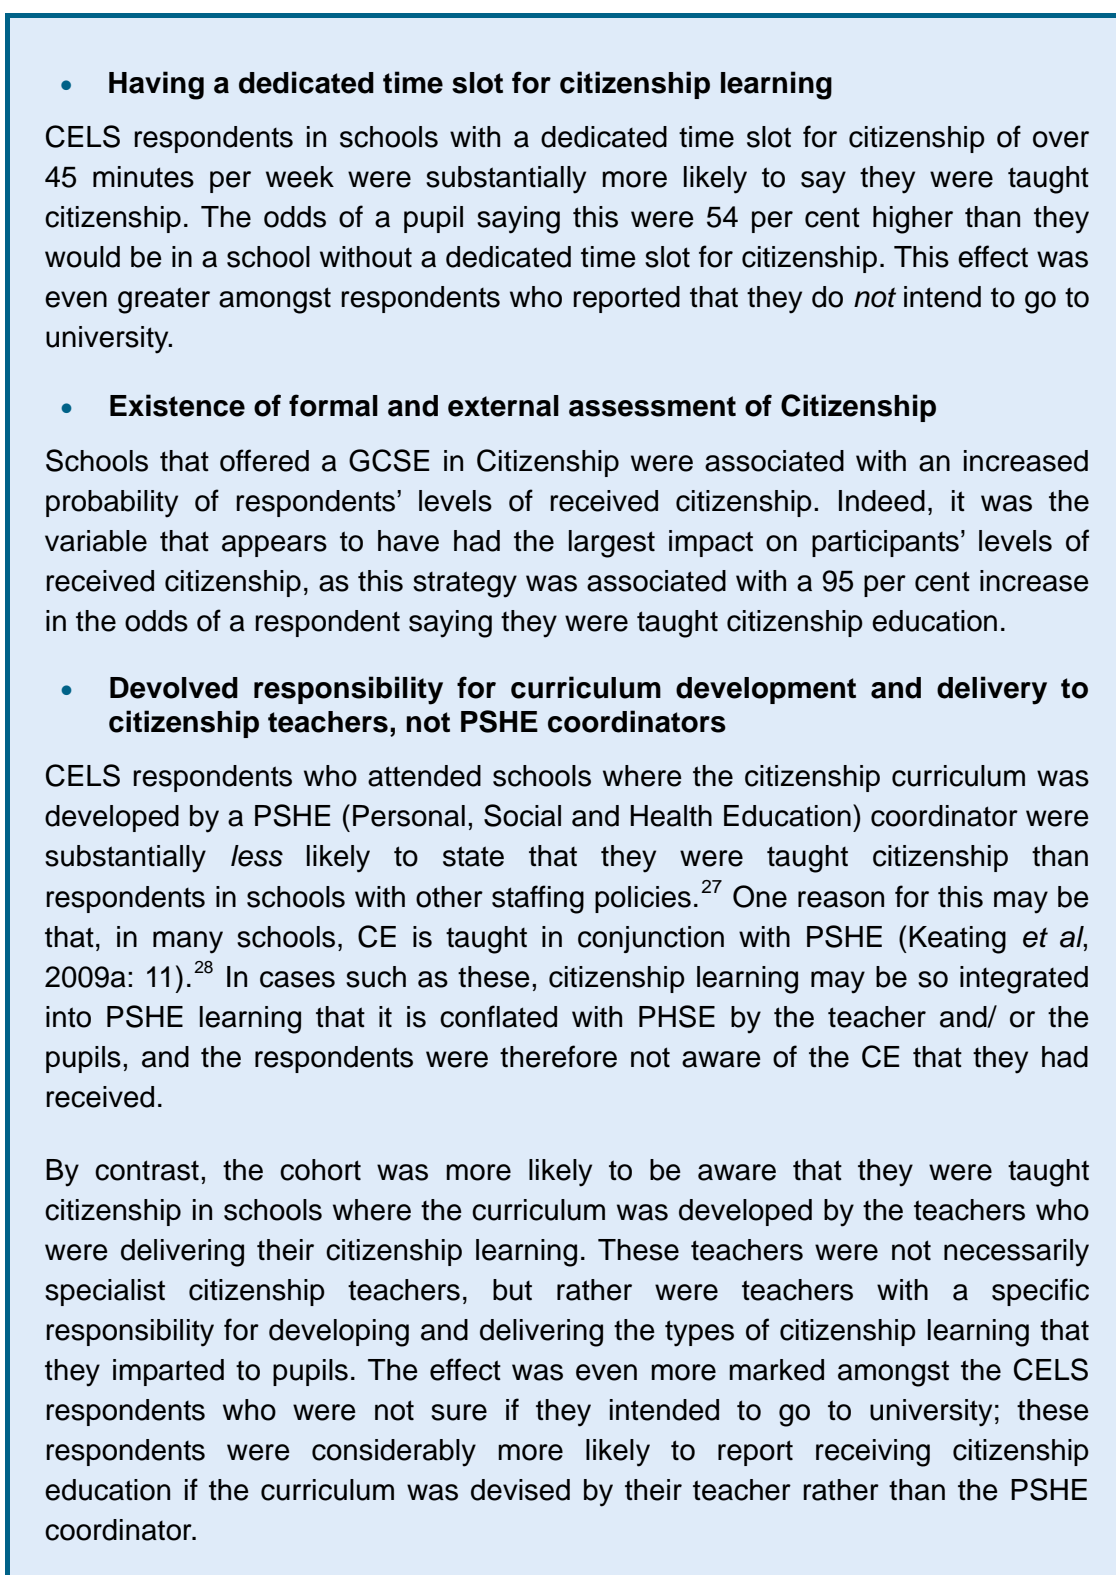 • Having a dedicated time slot for citizenship learning
CELS respondents in schools with a dedicated time slot for citizenship of over
45 minutes per week were substantially more likely to say they were taught
citizenship. The odds of a pupil saying this were 54 per cent higher than they
would be in a school without a dedicated time slot for citizenship. This effect was
even greater amongst respondents who reported that they do not intend to go to
university.
• Existence of formal and external assessment of Citizenship
Schools that offered a GCSE in Citizenship were associated with an increased
probability of respondents’ levels of received citizenship. Indeed, it was the
variable that appears to have had the largest impact on participants’ levels of
received citizenship, as this strategy was associated with a 95 per cent increase
in the odds of a respondent saying they were taught citizenship education.
• Devolved responsibility for curriculum development and delivery to
citizenship teachers, not PSHE coordinators
CELS respondents who attended schools where the citizenship curriculum was
developed by a PSHE (Personal, Social and Health Education) coordinator were
substantially less likely to state that they were taught citizenship than
respondents in schools with other staffing policies.27 One reason for this may be
that, in many schools, CE is taught in conjunction with PSHE (Keating et al,
2009a: 11).28 In cases such as these, citizenship learning may be so integrated
into PSHE learning that it is conflated with PHSE by the teacher and/ or the
pupils, and the respondents were therefore not aware of the CE that they had
received.
By contrast, the cohort was more likely to be aware that they were taught
citizenship in schools where the curriculum was developed by the teachers who
were delivering their citizenship learning. These teachers were not necessarily
specialist citizenship teachers, but rather were teachers with a specific
responsibility for developing and delivering the types of citizenship learning that
they imparted to pupils. The effect was even more marked amongst the CELS
respondents who were not sure if they intended to go to university; these
respondents were considerably more likely to report receiving citizenship
education if the curriculum was devised by their teacher rather than the PSHE
coordinator.